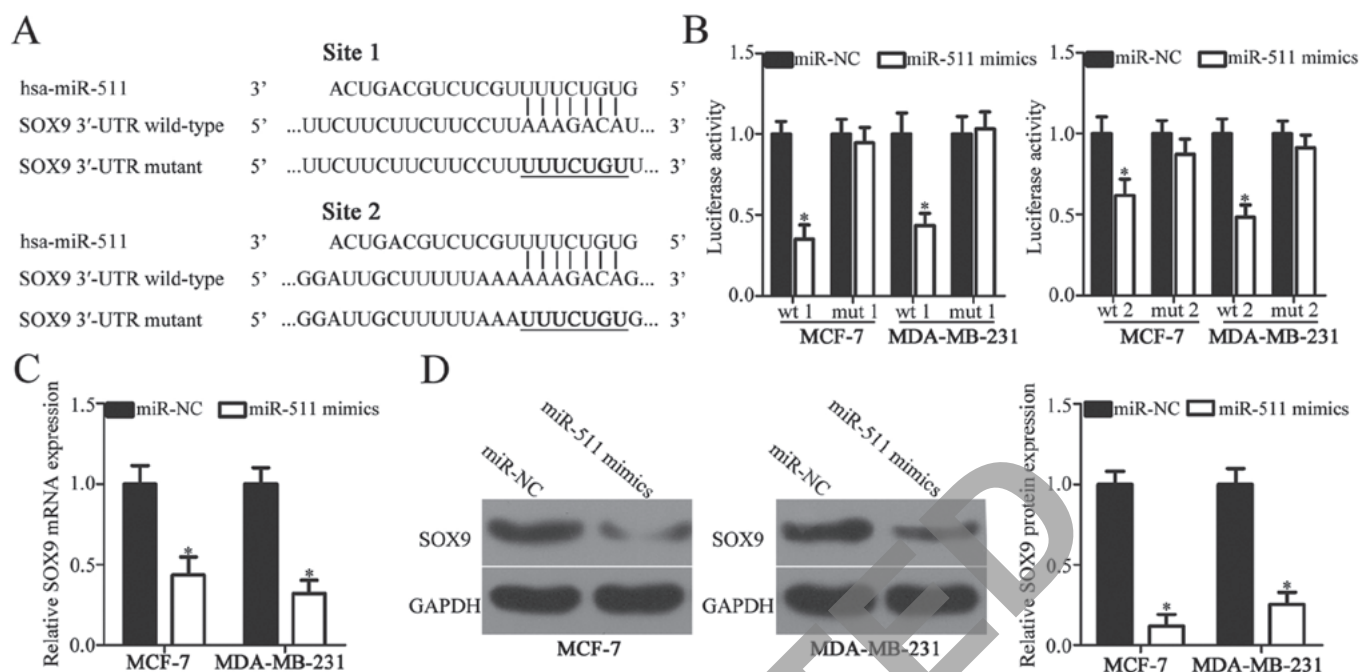 A
Site 1
hsa-miR-511 3’ ACUGACGUCUCGUUUUCUGUG 5’
SOX9 3′-UTR wild-type 5’ ...UUCUUCUUCUUCCUUAAAGACAU... 3’
SOX9 3′-UTR mutant 5’ ...UUCUUCUUCUUCCUUUUUCUGUU... 3’
Site 2
hsa-miR-511 3’ ACUGACGUCUCGUUUUCUGUG 5’
SOX9 3′-UTR wild-type 5’ ...GGAUUGCUUUUUAAAAAAGACAG... 3’
SOX9 3′-UTR mutant 5’ ...GGAUUGCUUUUUAAAUUUCUGUG... 3’
B
miR-NC miR-511 mimics
Luciferase activity
1.5
1.0
0.5
0.0
* *
wt 1 mut 1 wt 1 mut 1
MCF-7 MDA-MB-231
miR-NC miR-511 mimics
Luciferase activity
1.5
1.0
0.5
0.0
* *
wt 2 mut 2 wt 2 mut 2
MCF-7 MDA-MB-231
C
miR-NC miR-511 mimics
Relative SOX9 mRNA expression
1.5
1.0
0.5
0.0
* *
MCF-7 MDA-MB-231
D
miR-NC miR-511 mimics
SOX9
GAPDH
MCF-7
miR-NC miR-511 mimics
SOX9
GAPDH
MDA-MB-231
miR-NC miR-511 mimics
Relative SOX9 protein expression
1.5
1.0
0.5
0.0
* *
MCF-7 MDA-MB-231
TED